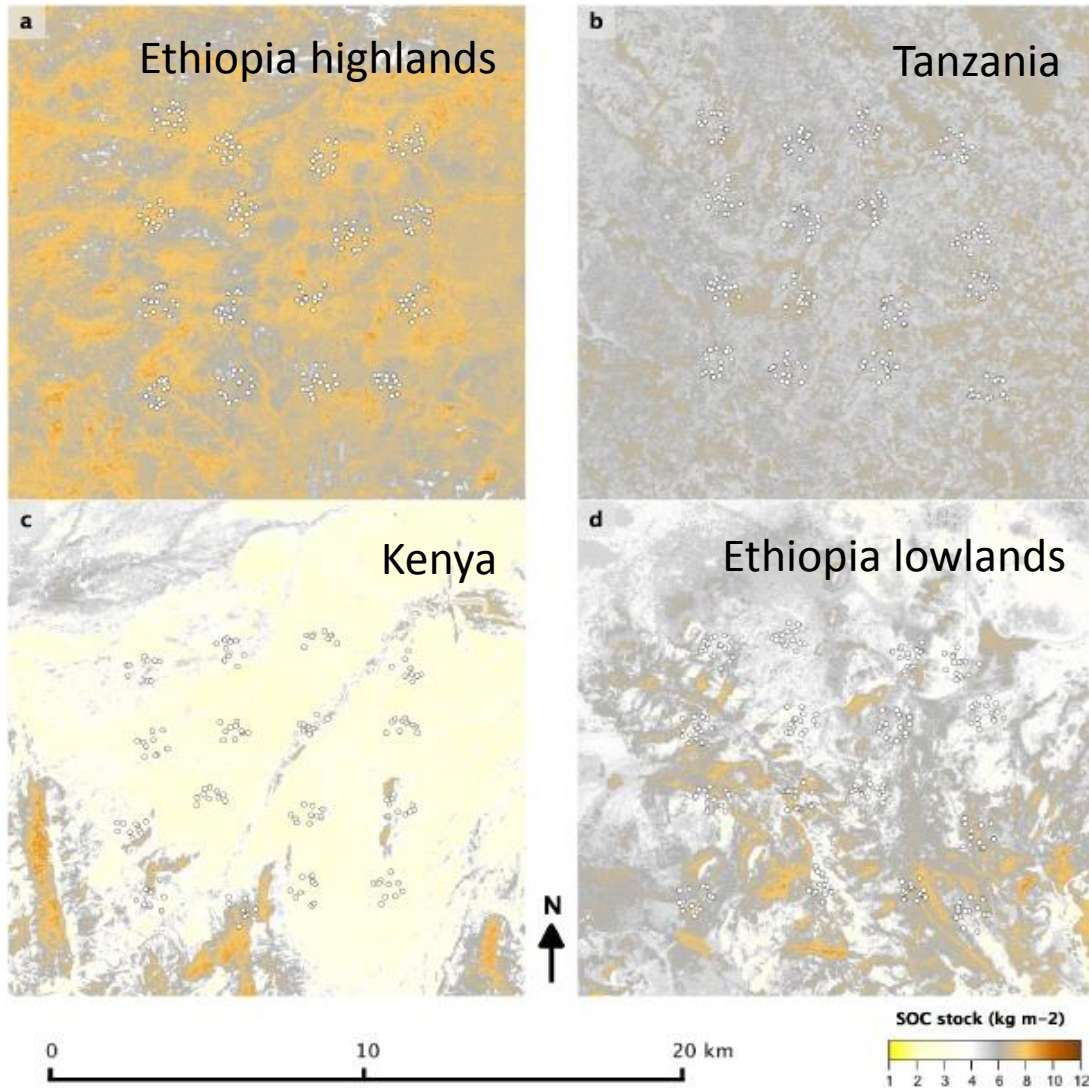 a
Ethiopia highlands
b
Tanzania
c
Kenya
d
Ethiopia lowlands
N
0 10 20 km
SOC stock (kg m−2)
1 2 3 4 6 8 10 12